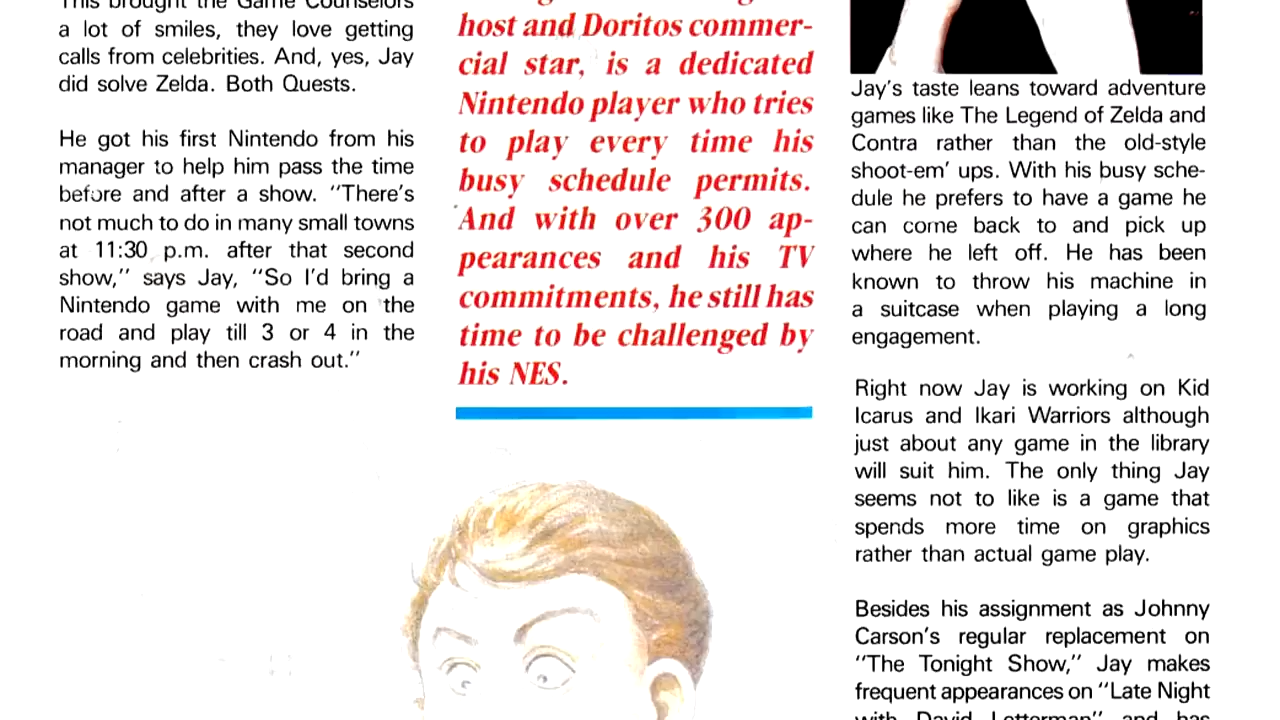 This brought the Game Counselors
a lot of smiles, they love getting
calls from celebrities. And, yes, Jay
did solve Zelda. Both Quests.
He got his first Nintendo from his
manager to help him pass the time
before and after a show. "There's
not much to do in many small towns
at 11:30 p.m. after that second
show," says Jay, "So I'd bring a
Nintendo game with me on the
road and play till 3 or 4 in the
morning and then crash out."
host and Doritos commer-
cial star, is a dedicated
Nintendo player who tries
to play every time his
busy schedule permits.
And with over 300 ap-
pearances and his TV
commitments, he still has
time to be challenged by
his NES.
Jay's taste leans toward adventure
games like The Legend of Zelda and
Contra rather than the old-style
shoot-em' ups. With his busy sche-
dule he prefers to have a game he
can come back to and pick up
where he left off. He has been
known to throw his machine in
a suitcase when playing a long
engagement.
Right now Jay is working on Kid
Icarus and Ikari Warriors although
just about any game in the library
will suit him. The only thing Jay
seems not to like is a game that
spends more time on graphics
rather than actual game play.
Besides his assignment as Johnny
Carson's regular replacement on
"The Tonight Show," Jay makes
frequent appearances on "Late Night
with David Letterman" and has